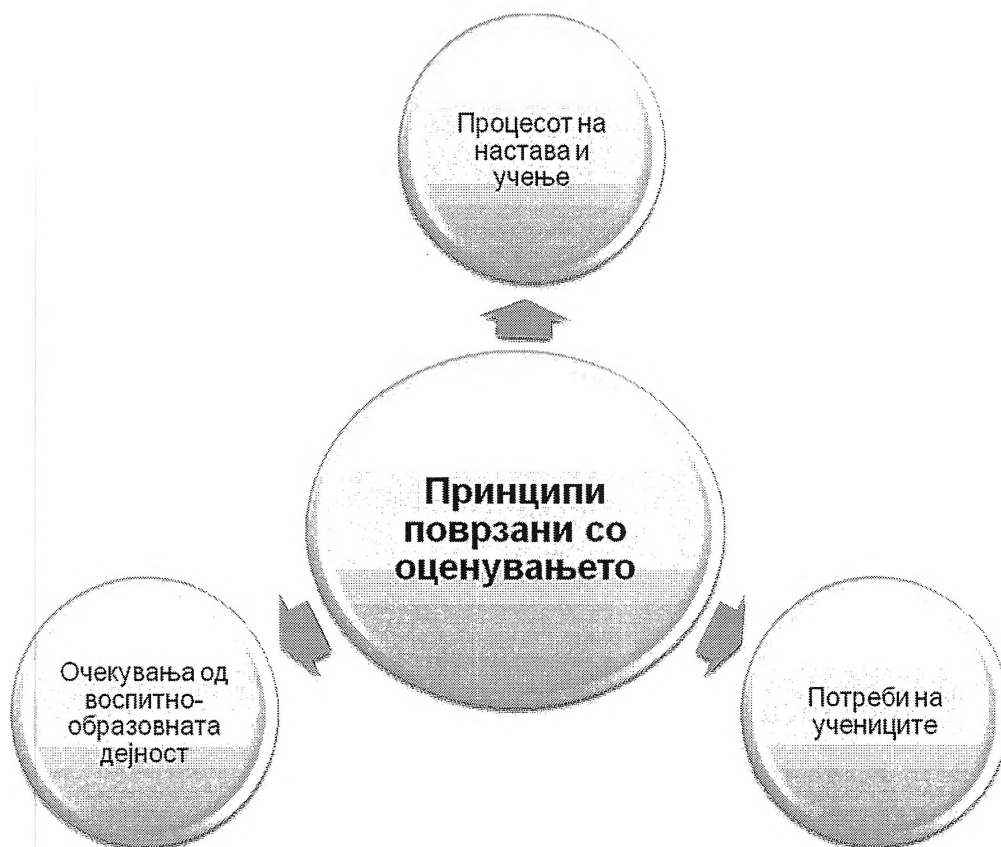 Процесот на
настава и
учење
Принципи
поврзани со
оценувањето
Очекувања од
воспитно-
образовната
дејност
Потреби на
учениците